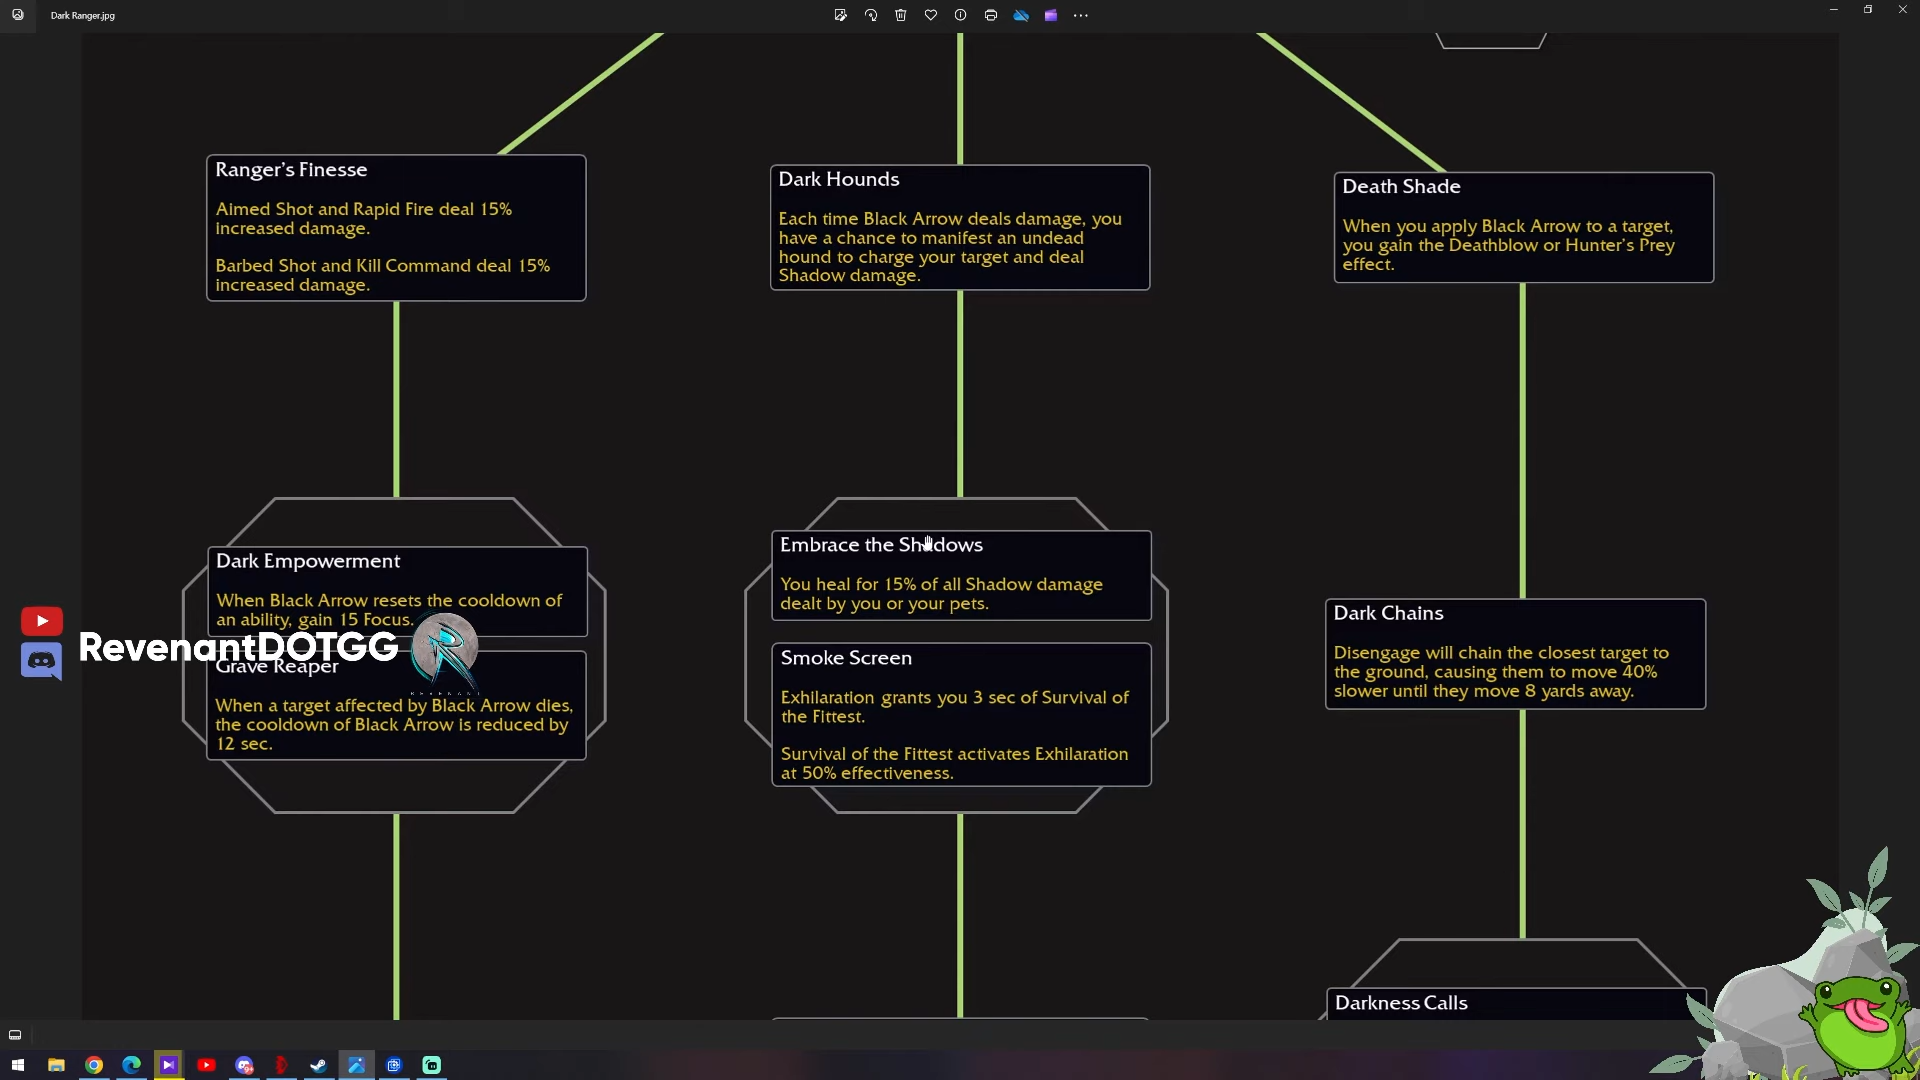 Dark Ranger.jpg
Ranger's Finesse
Aimed Shot and Rapid Fire deal 15%
increased damage.
Barbed Shot and Kill Command deal 15%
increased damage.
Dark Hounds
Each time Black Arrow deals damage, you
have a chance to manifest an undead
hound to charge your target and deal
Shadow damage.
Death Shade
When you apply Black Arrow to a target,
you gain the Deathblow or Hunter's Prey
effect.
Dark Empowerment
When Black Arrow resets the cooldown of
an ability, gain 15 Focus.
RevenantDOTGG
REVENANT
Grave Reaper
When a target affected by Black Arrow dies,
the cooldown of Black Arrow is reduced by
12 sec.
Embrace the Shadows
You heal for 15% of all Shadow damage
dealt by you or your pets.
Smoke Screen
Exhilaration grants you 3 sec of Survival of
the Fittest.
Survival of the Fittest activates Exhilaration
at 50% effectiveness.
Dark Chains
Disengage will chain the closest target to
the ground, causing them to move 40%
slower until they move 8 yards away.
Darkness Calls